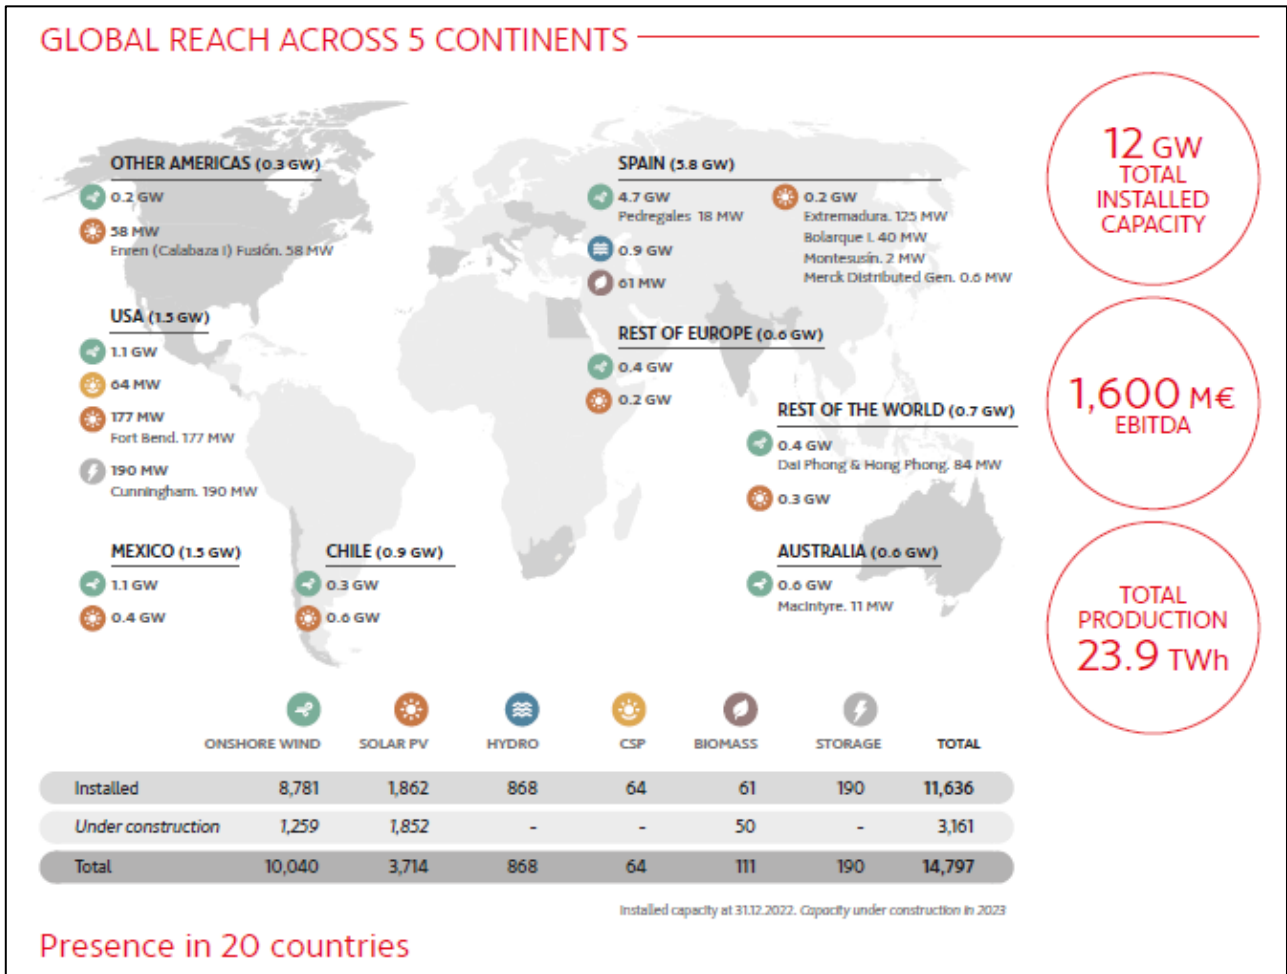 GLOBAL REACH ACROSS 5 CONTINENTS
OTHER AMERICAS (0.3 GW)
0.2 GW
58 MW
Enren (Calabaza I) Fusión. 58 MW
USA (1.5 GW)
1.1 GW
64 MW
177 MW
Fort Bend. 177 MW
190 MW
Cunningham. 190 MW
MEXICO (1.5 GW)
1.1 GW
0.4 GW
CHILE (0.9 GW)
0.3 GW
0.6 GW
SPAIN (5.8 GW)
4.7 GW
Pedregales 18 MW
0.9 GW
61 MW
0.2 GW
Extremadura. 125 MW
Bolarque I. 40 MW
Montesusín. 2 MW
Merck Distributed Gen. 0.6 MW
REST OF EUROPE (0.6 GW)
0.4 GW
0.2 GW
REST OF THE WORLD (0.7 GW)
0.4 GW
Dai Phong & Hong Phong. 84 MW
0.3 GW
AUSTRALIA (0.6 GW)
0.6 GW
MacIntyre. 11 MW
12 GW
TOTAL
INSTALLED
CAPACITY
1,600 M€
EBITDA
TOTAL
PRODUCTION
23.9 TWh
ONSHORE WIND SOLAR PV HYDRO CSP BIOMASS STORAGE TOTAL
Installed 8,781 1,862 868 64 61 190 11,636
Under construction 1,259 1,852 - - 50 - 3,161
Total 10,040 3,714 868 64 111 190 14,797
Installed capacity at 31.12.2022. Capacity under construction in 2023
Presence in 20 countries